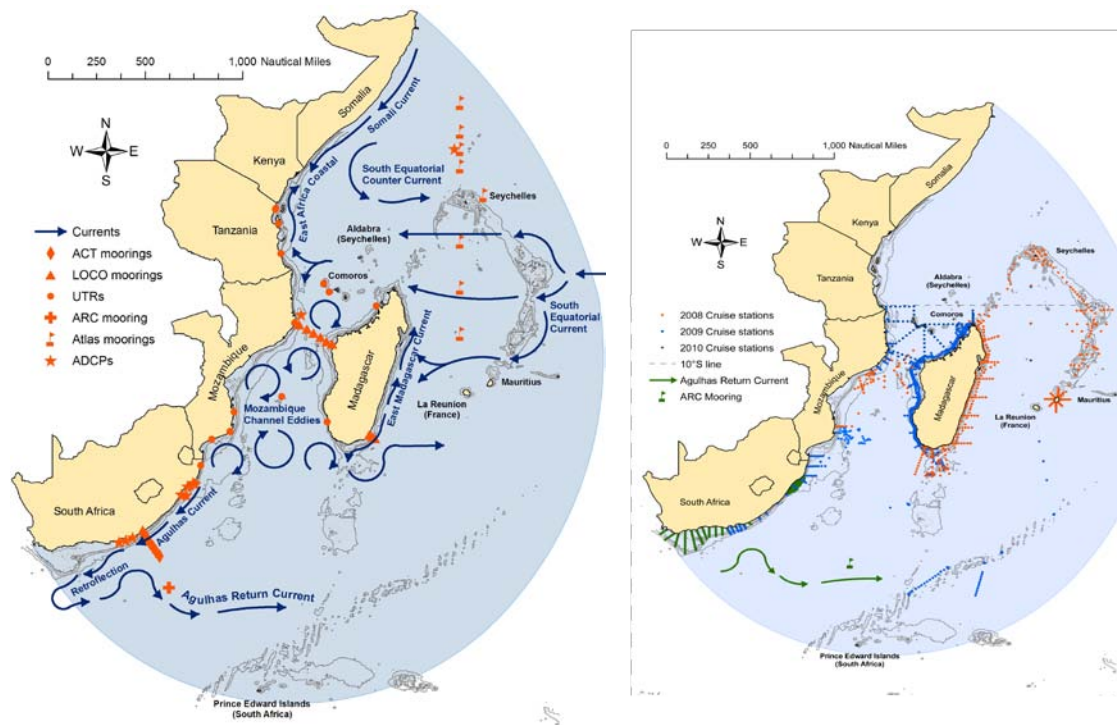 0 250 500 1,000 Nautical Miles
N
W E
S
Currents
ACT moorings
LOCO moorings
UTRs
ARC mooring
Atlas moorings
ADCPs
Somalia
Somali Current
Kenya
South Equatorial
Counter Current
East Africa Coastal
Seychelles
Tanzania
Aldabra
(Seychelles)
Comoros
South
Equatorial
Current
Mozambique
Madagascar
East Madagascar Current
Mauritius
La Reunion
(France)
Mozambique
Channel Eddies
South Africa
Agulhas Current
Retroflection
Agulhas Return Current
Prince Edward Islands
(South Africa)
0 250 500 1,000 Nautical Miles
N
W E
S
Somalia
Kenya
Seychelles
Tanzania
Aldabra
(Seychelles)
Comoros
2008 Cruise stations
2009 Cruise stations
2010 Cruise stations
10°S line
Agulhas Return Current
ARC Mooring
Mozambique
Madagascar
Mauritius
La Reunion
(France)
South Africa
Prince Edward Islands
(South Africa)